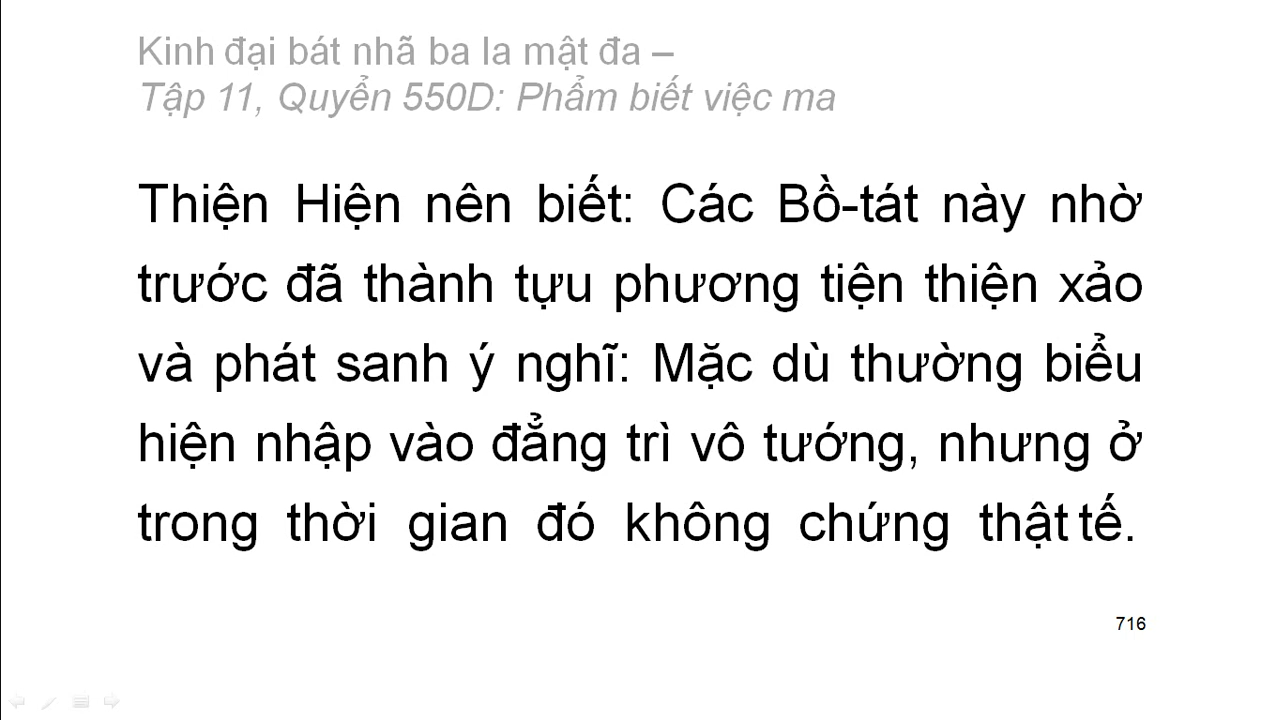 Kinh đại bát nhã ba la mật đa –
Tập 11, Quyển 550D: Phẩm biết việc ma
Thiện Hiện nên biết: Các Bồ-tát này nhờ
trước đã thành tựu phương tiện thiện xảo
và phát sanh ý nghĩ: Mặc dù thường biểu
hiện nhập vào đẳng trì vô tướng, nhưng ở
trong thời gian đó không chứng thật tế.
716